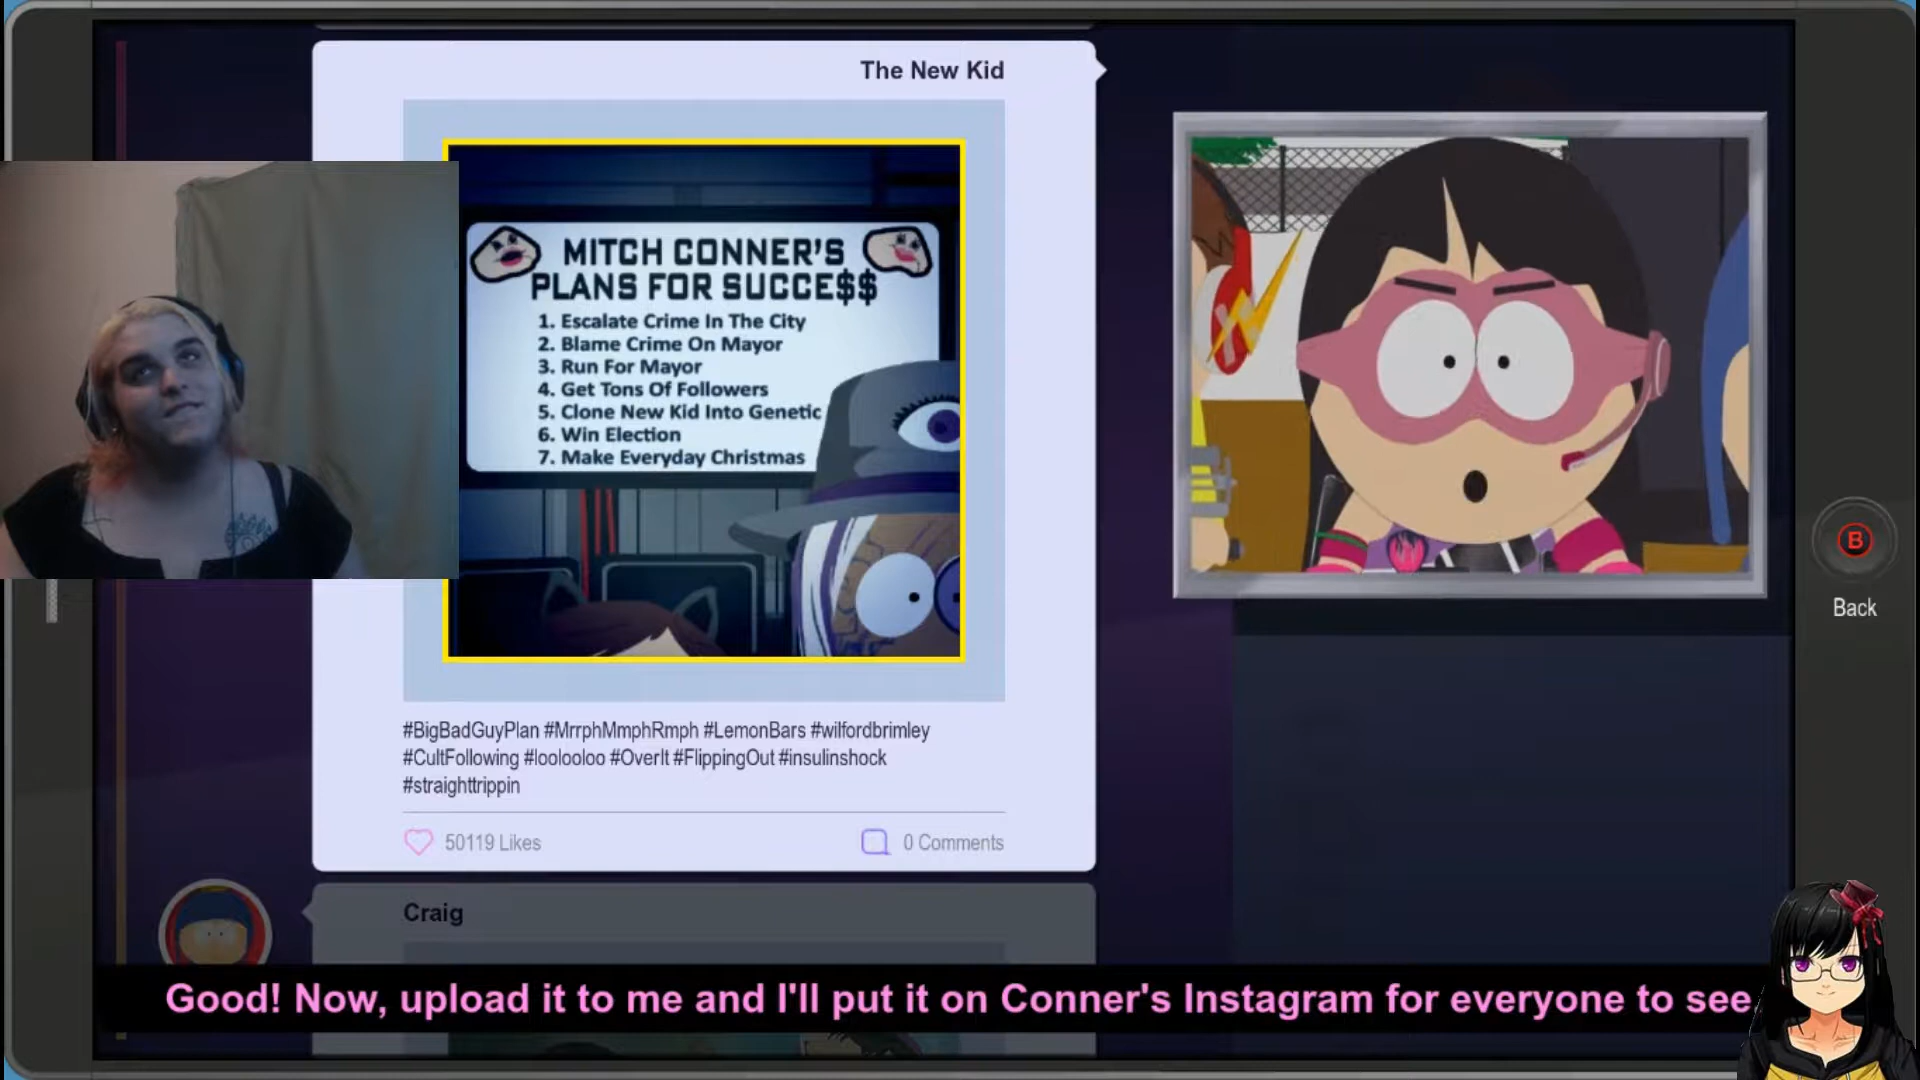 The New Kid
MITCH CONNER'S
PLANS FOR SUCCE$$
1. Escalate Crime In The City
2. Blame Crime On Mayor
3. Run For Mayor
4. Get Tons Of Followers
5. Clone New Kid Into Genetic
6. Win Election
7. Make Everyday Christmas
#BigBadGuyPlan #MrrphMmphRmph #LemonBars #wilfordbrimley
#CultFollowing #loolooloo #OverIt #FlippingOut #insulinshock
#straighttrippin
50119 Likes
0 Comments
B
Back
Craig
Good! Now, upload it to me and I'll put it on Conner's Instagram for everyone to see.